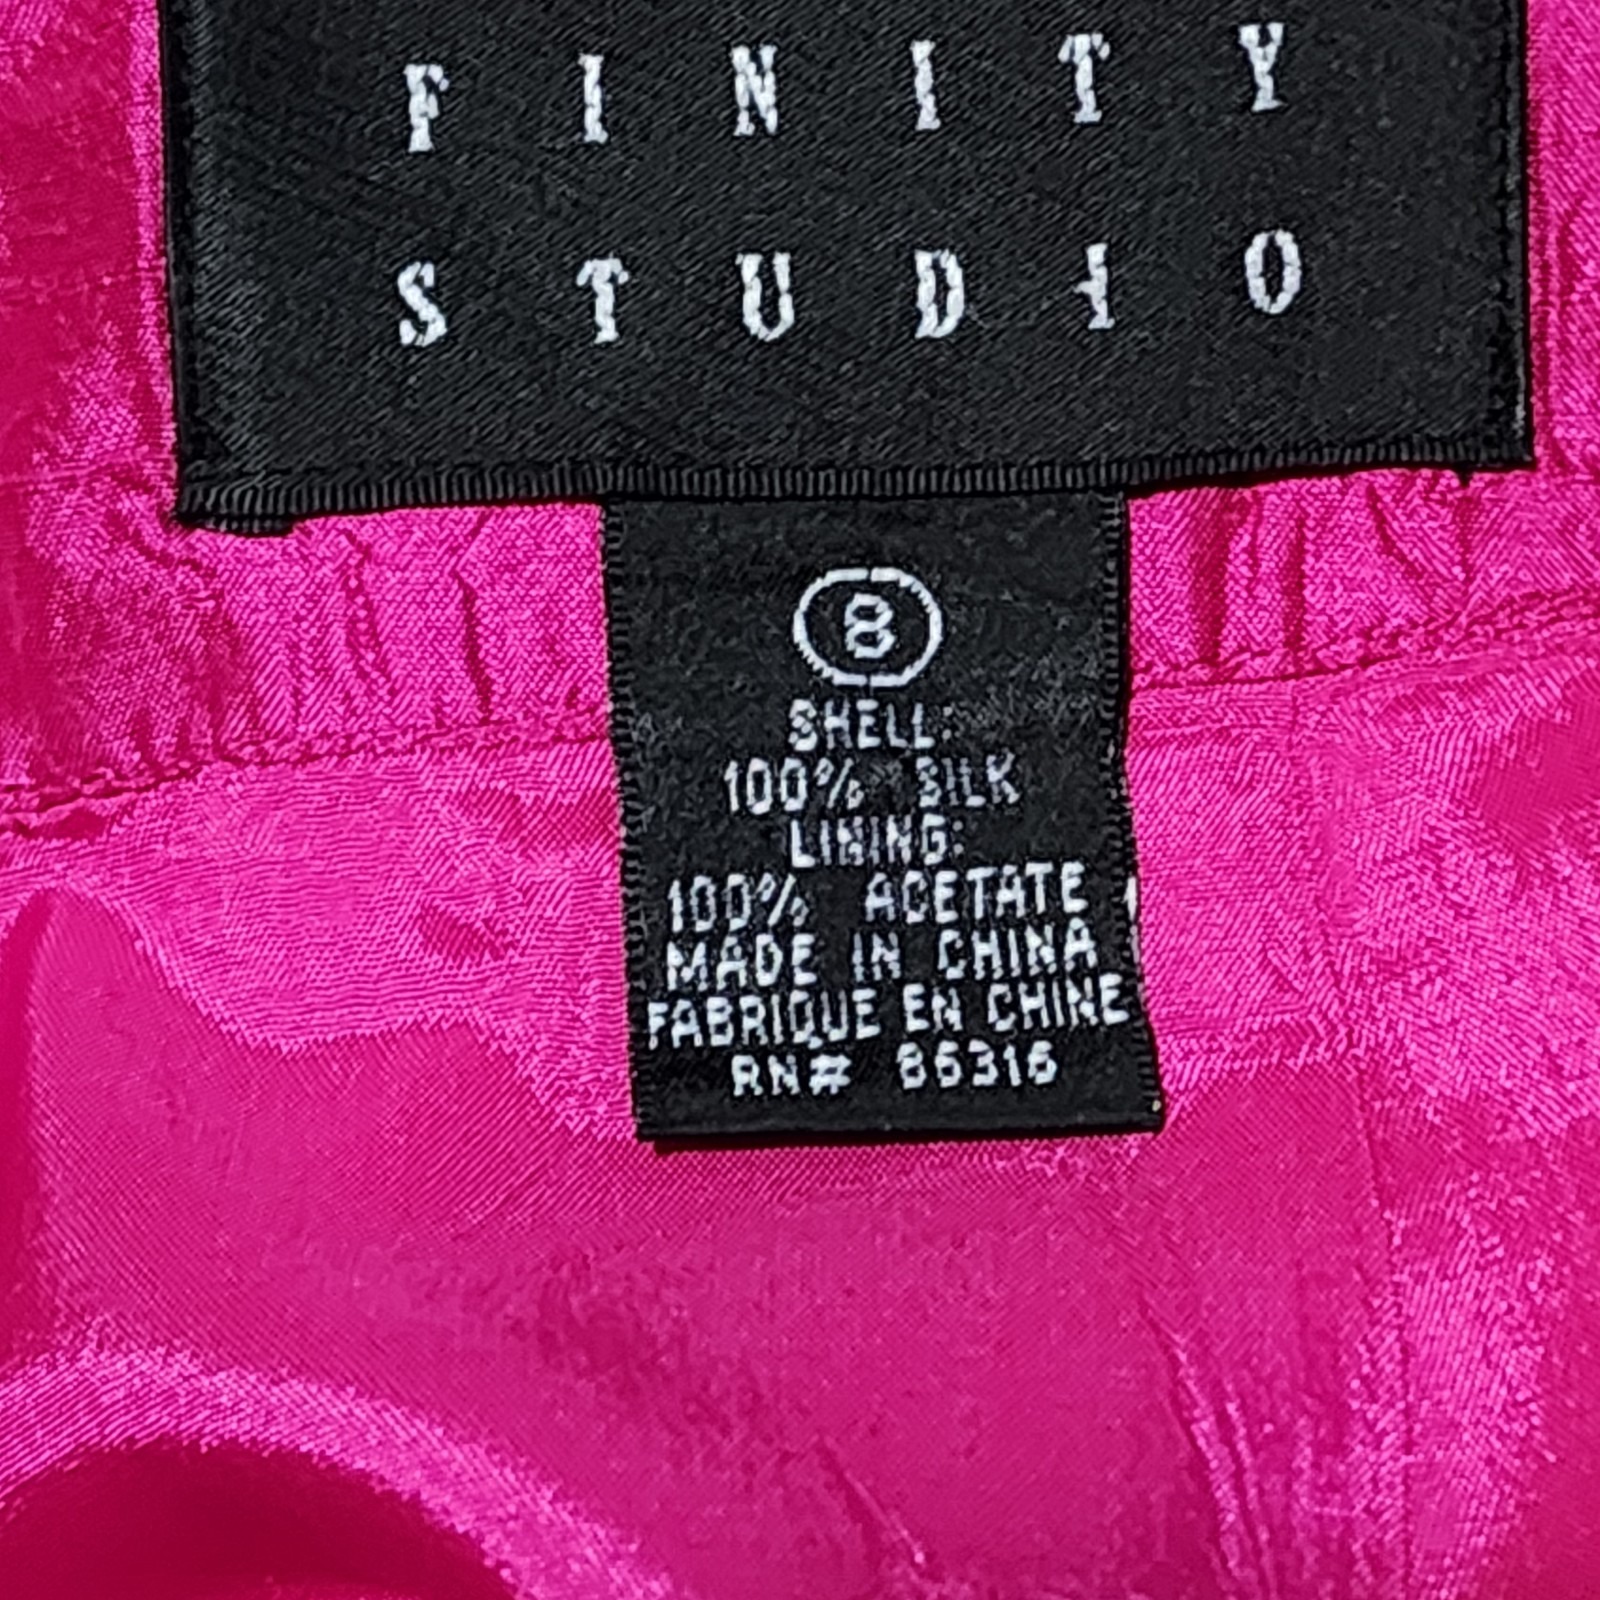 FINITY
STUDIO
8
SHELL:
100% SILK
LINING:
100% ACETATE
MADE IN CHINA
FABRIQUE EN CHINE
RN# 86316